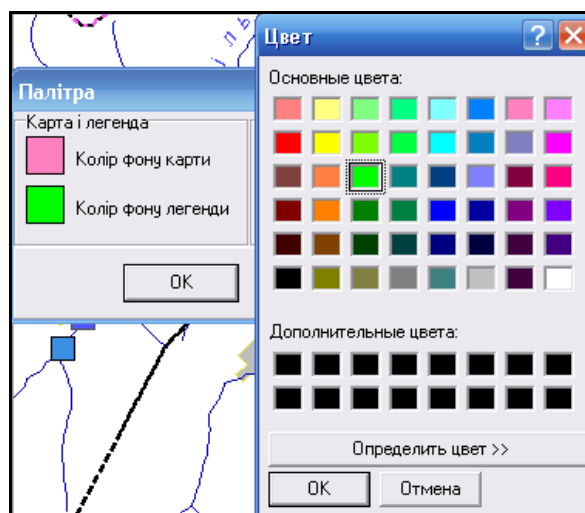 іль
Цвет
Палітра
Карта і легенда
Колір фону карти
Колір фону легенди
OK
Основные цвета:
Дополнительные цвета:
Определить цвет >>
OK
Отмена